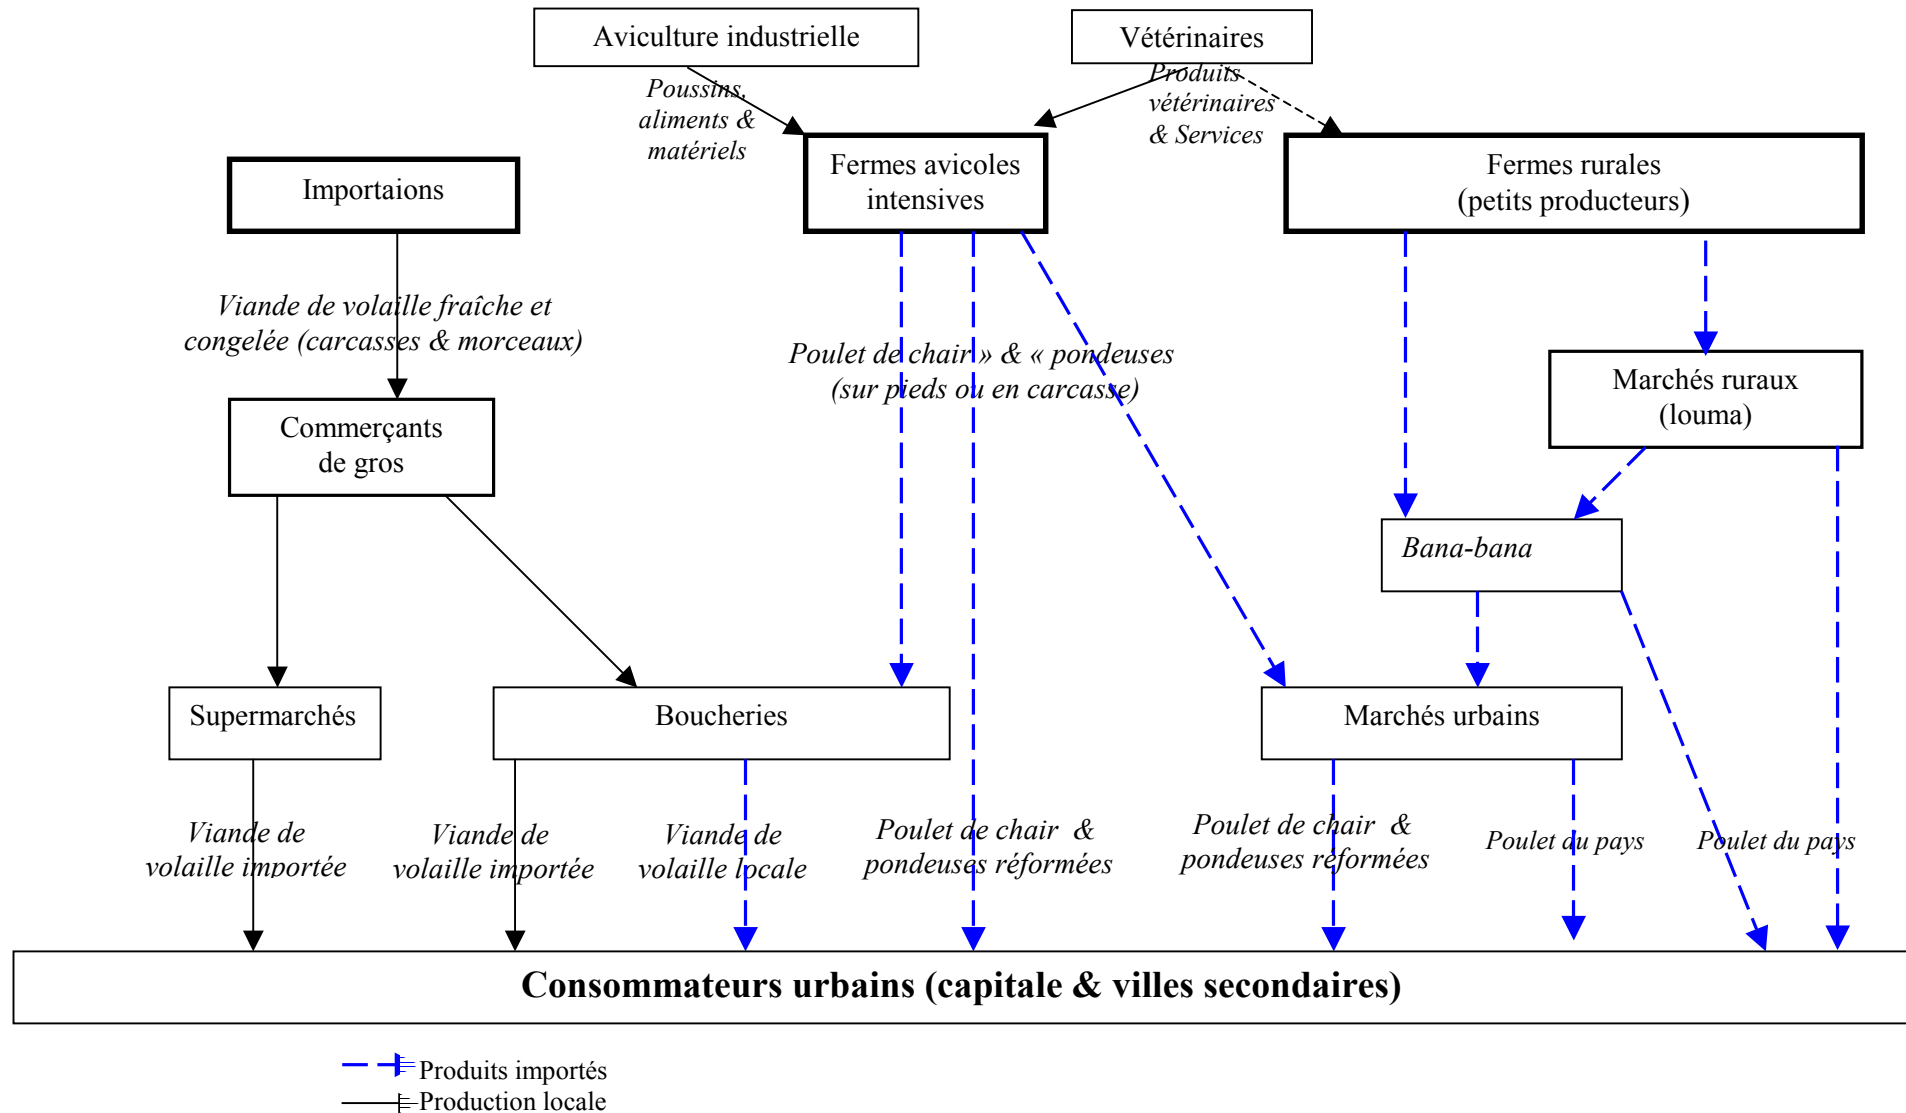 Aviculture industrielle
Vétérinaires
Poussins,
aliments &
matériels
Produits
vétérinaires
& Services
Importaions
Fermes avicoles
intensives
Fermes rurales
(petits producteurs)
Viande de volaille fraîche et
congelée (carcasses & morceaux)
Poulet de chair » & « pondeuses
(sur pieds ou en carcasse)
Marchés ruraux
(louma)
Commerçants
de gros
Bana-bana
Supermarchés
Boucheries
Marchés urbains
Viande de
volaille importée
Viande de
volaille importée
Viande de
volaille locale
Poulet de chair &
pondeuses réformées
Poulet de chair &
pondeuses réformées
Poulet du pays
Poulet du pays
Consommateurs urbains (capitale & villes secondaires)
Produits importés
Production locale